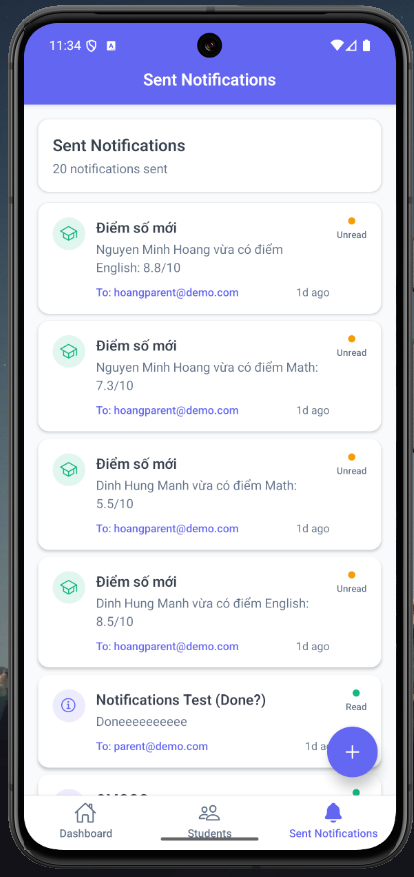 11:34
Sent Notifications
Sent Notifications
20 notifications sent
Điểm số mới
Unread
Nguyen Minh Hoang vừa có điểm
English: 8.8/10
To: hoangparent@demo.com
1d ago
Điểm số mới
Unread
Nguyen Minh Hoang vừa có điểm Math:
7.3/10
To: hoangparent@demo.com
1d ago
Điểm số mới
Unread
Dinh Hung Manh vừa có điểm Math:
5.5/10
To: hoangparent@demo.com
1d ago
Điểm số mới
Unread
Dinh Hung Manh vừa có điểm English:
8.5/10
To: hoangparent@demo.com
1d ago
Notifications Test (Done?)
Read
Doneeeeeeeeee
To: parent@demo.com
1d a
Dashboard
Students
Sent Notifications